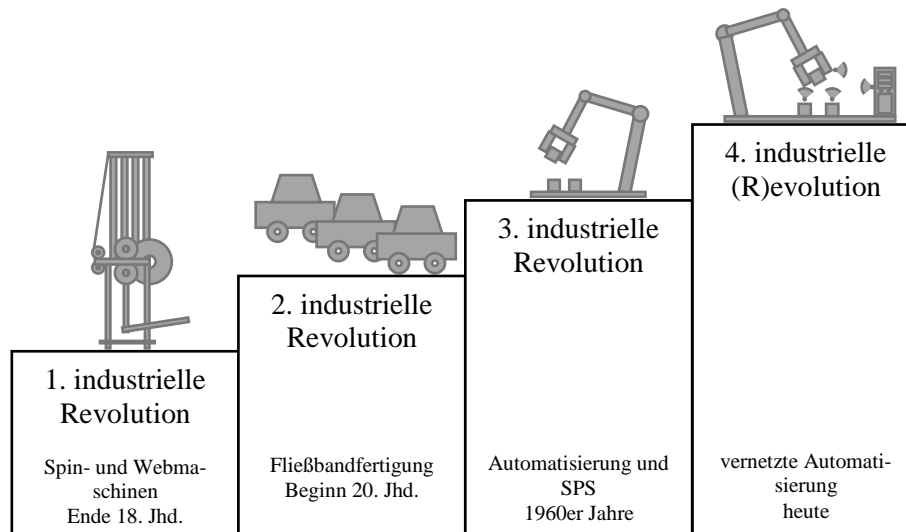 1. industrielle
Revolution
Spin- und Webma-
schinen
Ende 18. Jhd.
2. industrielle
Revolution
Fließbandfertigung
Beginn 20. Jhd.
3. industrielle
Revolution
Automatisierung und
SPS
1960er Jahre
4. industrielle
(R)evolution
vernetzte Automati-
sierung
heute